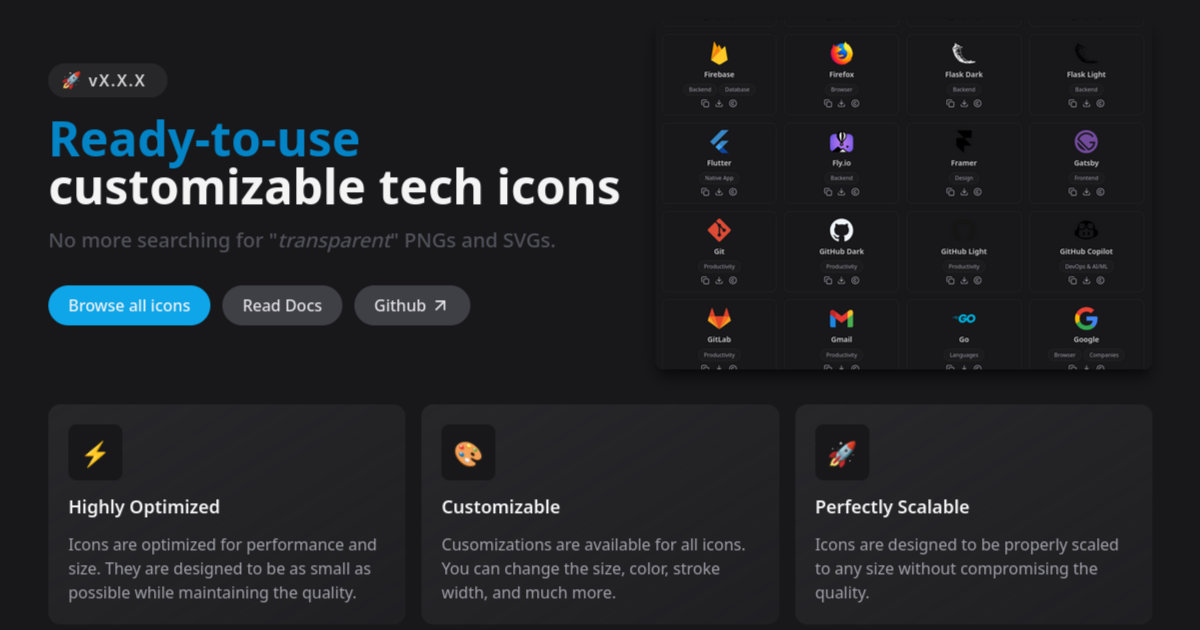 vX.X.X
Ready-to-use
customizable tech icons
No more searching for "transparent" PNGs and SVGs.
Browse all icons
Read Docs
Github
Firebase
Backend Database
Firefox
Browser
Flask Dark
Backend
Flask Light
Backend
Flutter
Native App
Fly.io
Backend
Framer
Design
Gatsby
Frontend
Git
Productivity
GitHub Dark
Productivity
GitHub Light
Productivity
GitHub Copilot
DevOps & AI/ML
GitLab
Productivity
Gmail
Productivity
GO
Go
Languages
Google
Browser Companies
Highly Optimized
Icons are optimized for performance and
size. They are designed to be as small as
possible while maintaining the quality.
Customizable
Cusomizations are available for all icons.
You can change the size, color, stroke
width, and much more.
Perfectly Scalable
Icons are designed to be properly scaled
to any size without compromising the
quality.